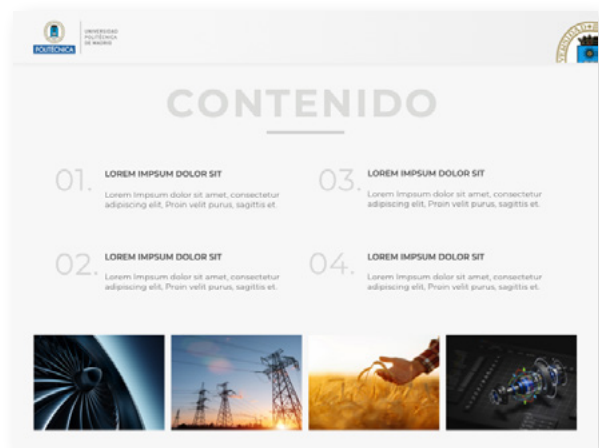 POLITÉCNICA
UNIVERSIDAD
POLITÉCNICA
DE MADRID
CONTENIDO
01.
LOREM IMPSUM DOLOR SIT
Lorem Impsum dolor sit amet, consectetur
adipiscing elit, Proin velit purus, sagittis et.
02.
LOREM IMPSUM DOLOR SIT
Lorem Impsum dolor sit amet, consectetur
adipiscing elit, Proin velit purus, sagittis et.
03.
LOREM IMPSUM DOLOR SIT
Lorem Impsum dolor sit amet, consectetur
adipiscing elit, Proin velit purus, sagittis et.
04.
LOREM IMPSUM DOLOR SIT
Lorem Impsum dolor sit amet, consectetur
adipiscing elit, Proin velit purus, sagittis et.